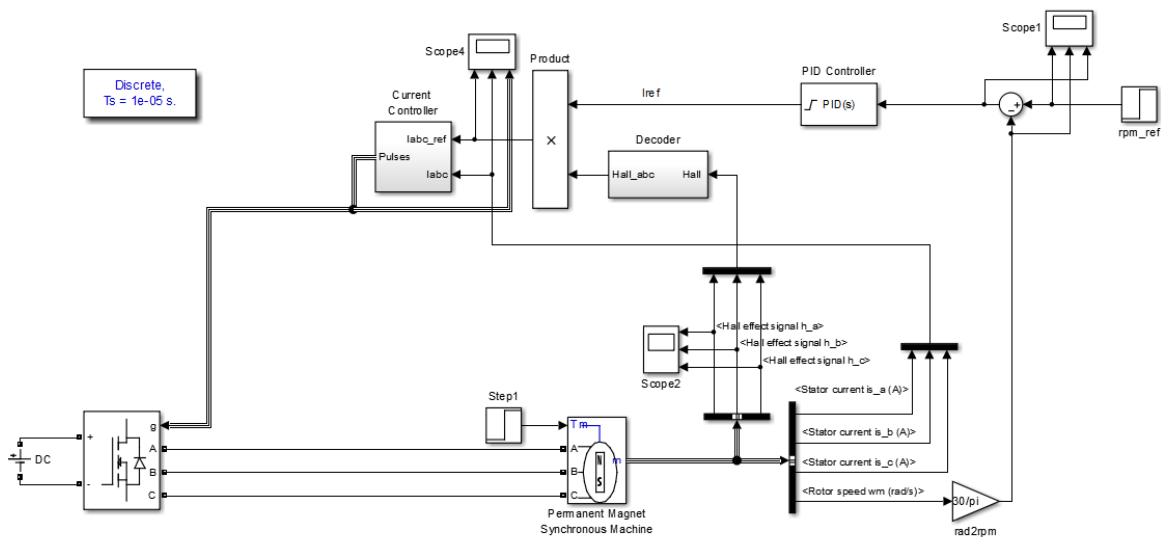 Scope4
Scope1
Product
PID Controller
Discrete,
Ts = 1e-05 s.
Current
Controller
Iref
PID(s)
rpm_ref
Iabc_ref
Pulses
Iabc
×
Decoder
Hall_abc
Hall
<Hall effect signal h_a>
<Hall effect signal h_b>
<Hall effect signal h_c>
Scope2
<Stator current is_a (A)>
Step1
<Stator current is_b (A)>
<Stator current is_c (A)>
<Rotor speed wm (rad/s)>
30/pi
rad2rpm
DC
+
-
g
A
B
C
Tm
A
B
C
m
N
S
Permanent Magnet
Synchronous Machine